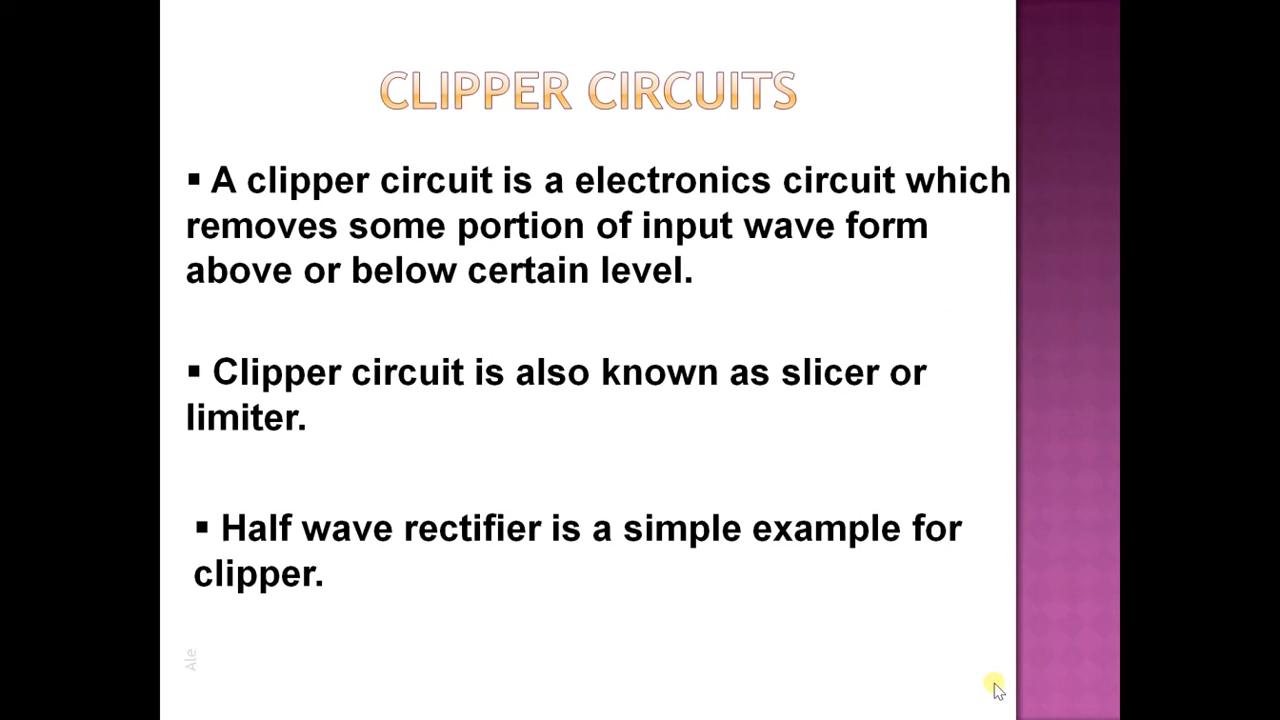 CLIPPER CIRCUITS
▪ A clipper circuit is a electronics circuit which
removes some portion of input wave form
above or below certain level.
▪ Clipper circuit is also known as slicer or
limiter.
▪ Half wave rectifier is a simple example for
clipper.
Ale